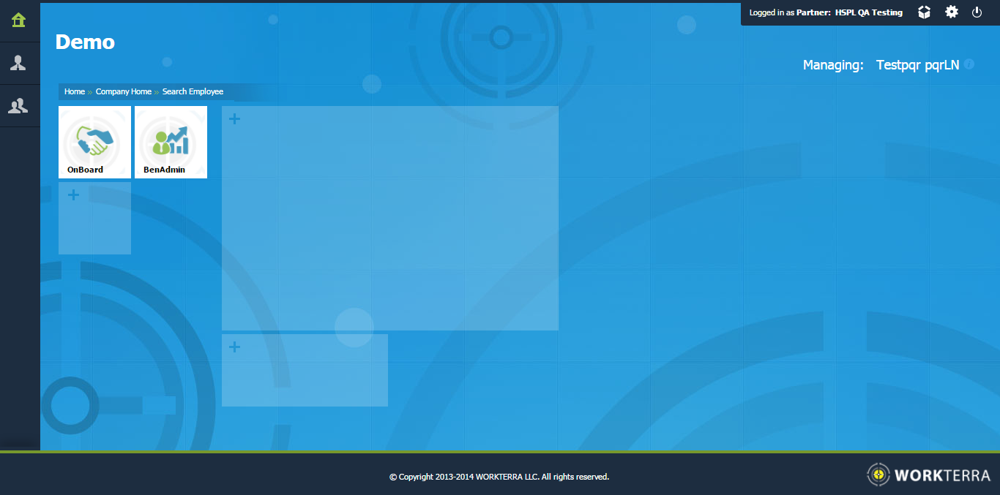 Logged in as Partner: HSPL QA Testing
Demo
Managing: Testpqr pqrLN
Home » Company Home » Search Employee
OnBoard
BenAdmin
© Copyright 2013-2014 WORKTERRA LLC. All rights reserved.
WORKTERRA